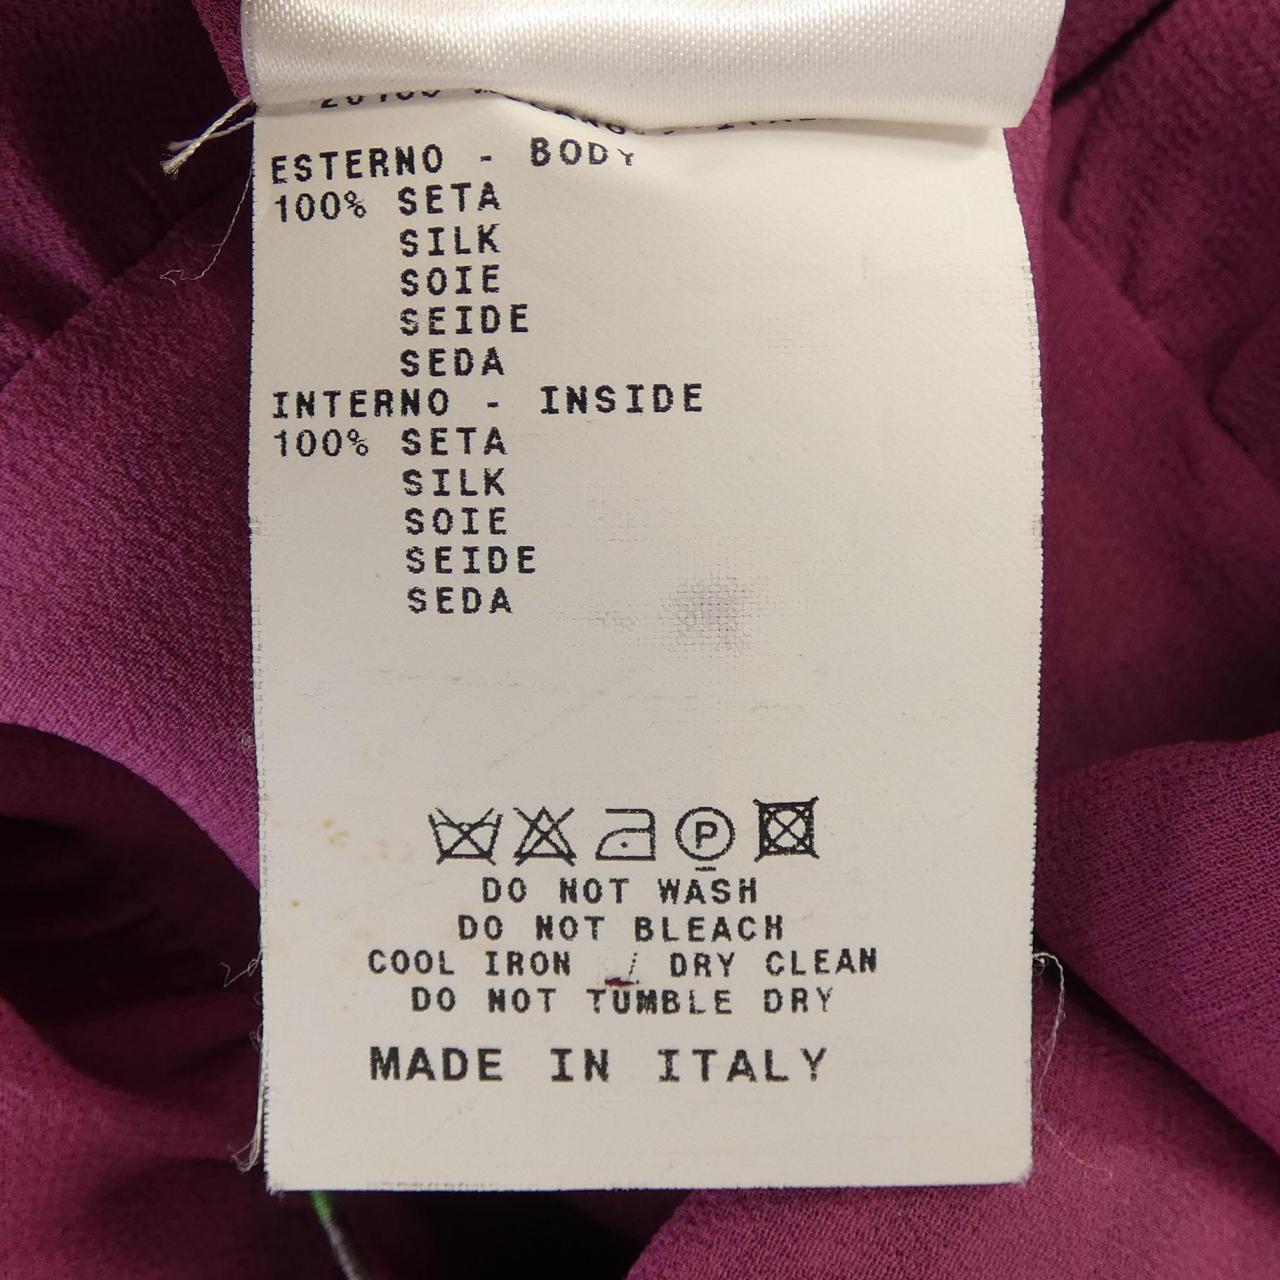 ESTERNO - BODY
100% SETA
SILK
SOIE
SEIDE
SEDA
INTERNO - INSIDE
100% SETA
SILK
SOIE
SEIDE
SEDA
P
DO NOT WASH
DO NOT BLEACH
COOL IRON / DRY CLEAN
DO NOT TUMBLE DRY
MADE IN ITALY